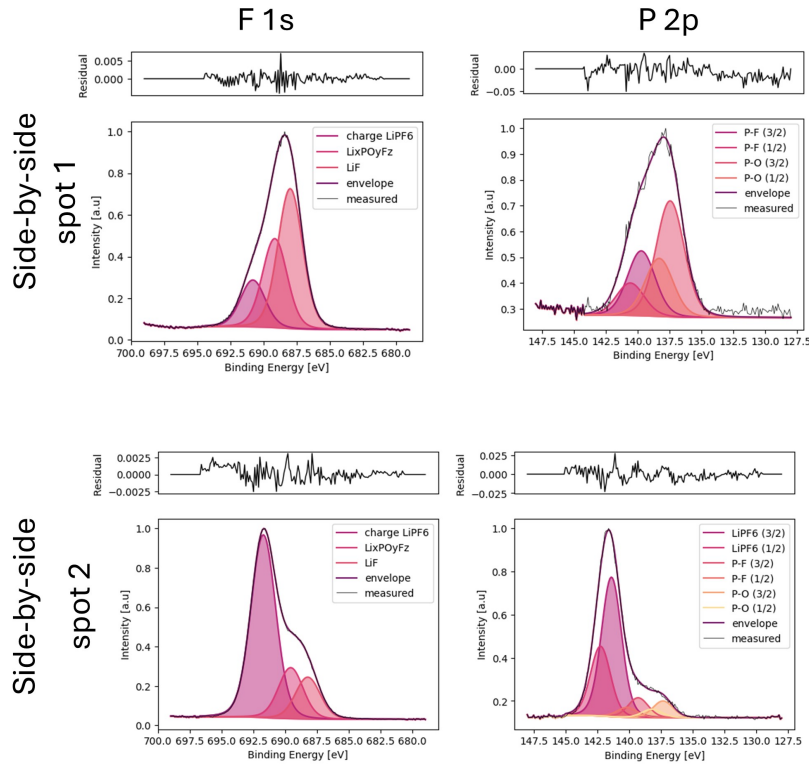 F 1s
P 2p
Side-by-side
spot 1
Residual
0.005
0.000
Residual
0.00
−0.05
Intensity [a.u]
1.0
0.8
0.6
0.4
0.2
0.0
charge LiPF6
LixPOyFz
LiF
envelope
measured
700.0 697.5 695.0 692.5 690.0 687.5 685.0 682.5 680.0
Binding Energy [eV]
Intensity [a.u]
1.0
0.9
0.8
0.7
0.6
0.5
0.4
0.3
P-F (3/2)
P-F (1/2)
P-O (3/2)
P-O (1/2)
envelope
measured
147.5 145.0 142.5 140.0 137.5 135.0 132.5 130.0 127.5
Binding Energy [eV]
Side-by-side
spot 2
Residual
0.0025
0.0000
−0.0025
Residual
0.025
0.000
−0.025
Intensity [a.u]
1.0
0.8
0.6
0.4
0.2
0.0
charge LiPF6
LixPOyFz
LiF
envelope
measured
700.0 697.5 695.0 692.5 690.0 687.5 685.0 682.5 680.0
Binding Energy [eV]
Intensity [a.u]
1.0
0.8
0.6
0.4
0.2
LiPF6 (3/2)
LiPF6 (1/2)
P-F (3/2)
P-F (1/2)
P-O (3/2)
P-O (1/2)
envelope
measured
147.5 145.0 142.5 140.0 137.5 135.0 132.5 130.0 127.5
Binding Energy [eV]